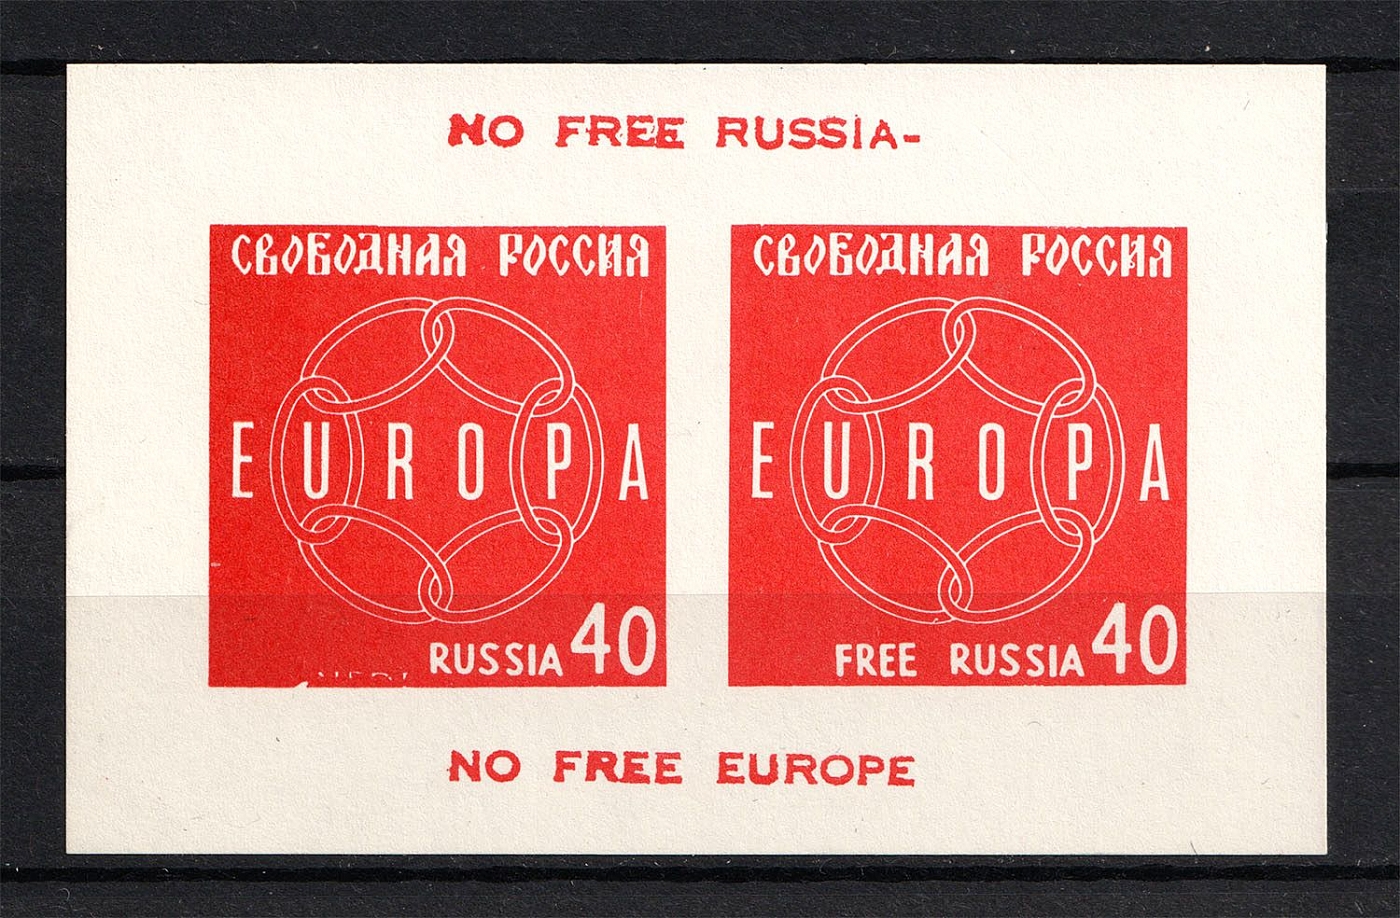 NO FREE RUSSIA-
СВОБОДНАЯ РОССИЯ
EUROPA
RUSSIA 40
СВОБОДНАЯ РОССИЯ
EUROPA
FREE RUSSIA 40
NO FREE EUROPE